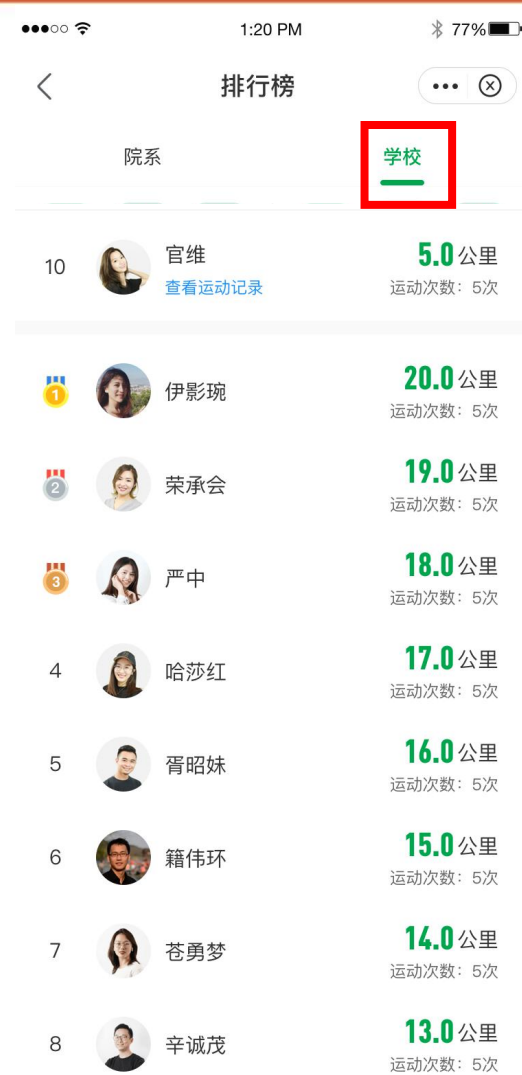 1:20 PM
77%
排行榜
院系
学校
10
官维
5.0公里
查看运动记录
运动次数：5次
1
伊影琬
20.0公里
运动次数：5次
2
荣承会
19.0公里
运动次数：5次
3
严中
18.0公里
运动次数：5次
4
哈莎红
17.0公里
运动次数：5次
5
胥昭妹
16.0公里
运动次数：5次
6
籍伟环
15.0公里
运动次数：5次
7
苍勇梦
14.0公里
运动次数：5次
8
辛诚茂
13.0公里
运动次数：5次